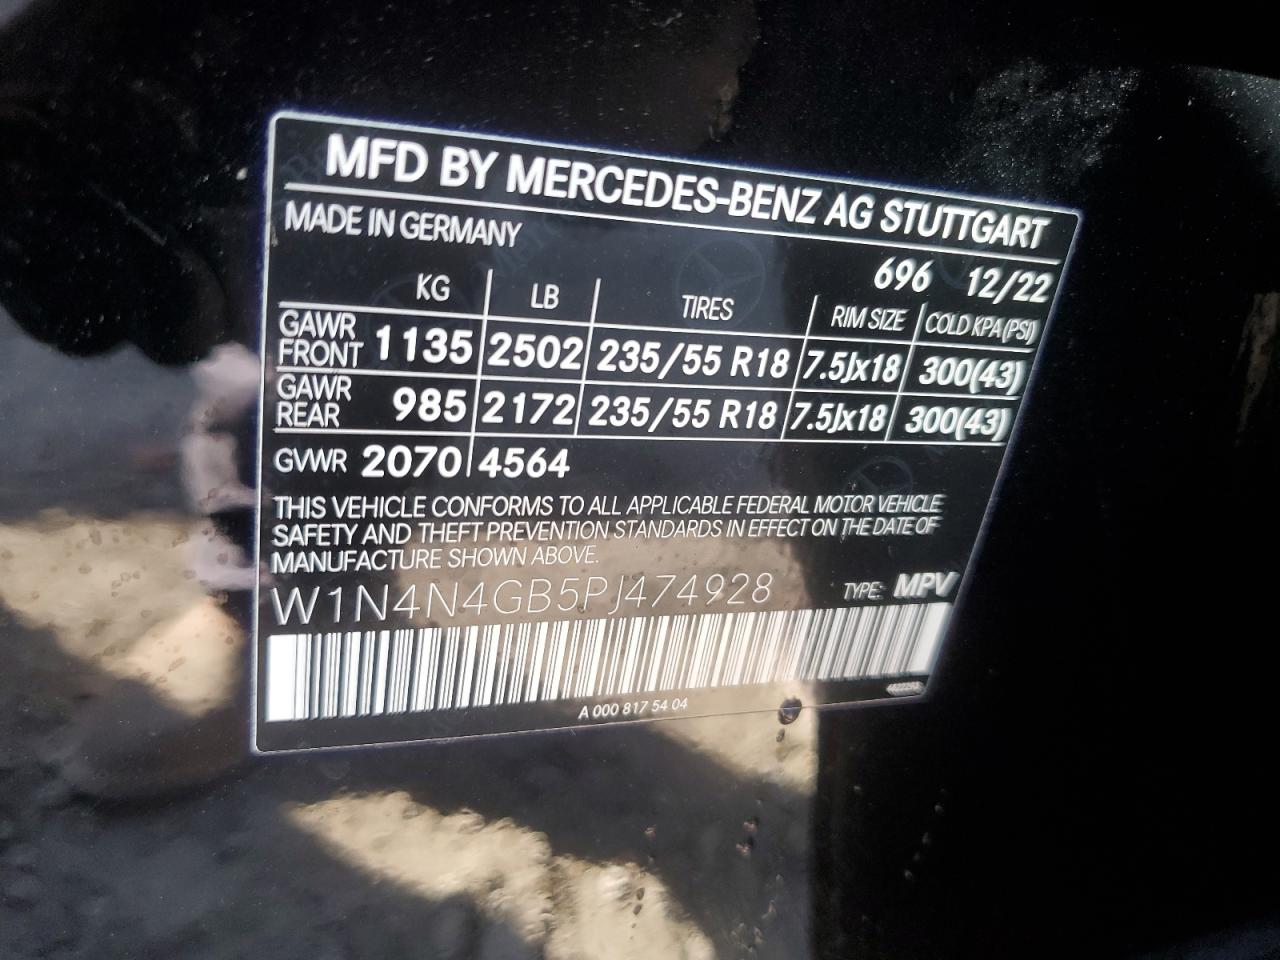 MFD BY MERCEDES-BENZ AG STUTTGART
MADE IN GERMANY
696 12/22
KG LB TIRES RIM SIZE COLD KPA (PSI)
GAWR FRONT 1135 2502 235/55 R18 7.5Jx18 300(43)
GAWR REAR 985 2172 235/55 R18 7.5Jx18 300(43)
GVWR 2070 4564
THIS VEHICLE CONFORMS TO ALL APPLICABLE FEDERAL MOTOR VEHICLE
SAFETY AND THEFT PREVENTION STANDARDS IN EFFECT ON THE DATE OF
MANUFACTURE SHOWN ABOVE.
W1N4N4GB5PJ474928 TYPE: MPV
A 000 817 54 04